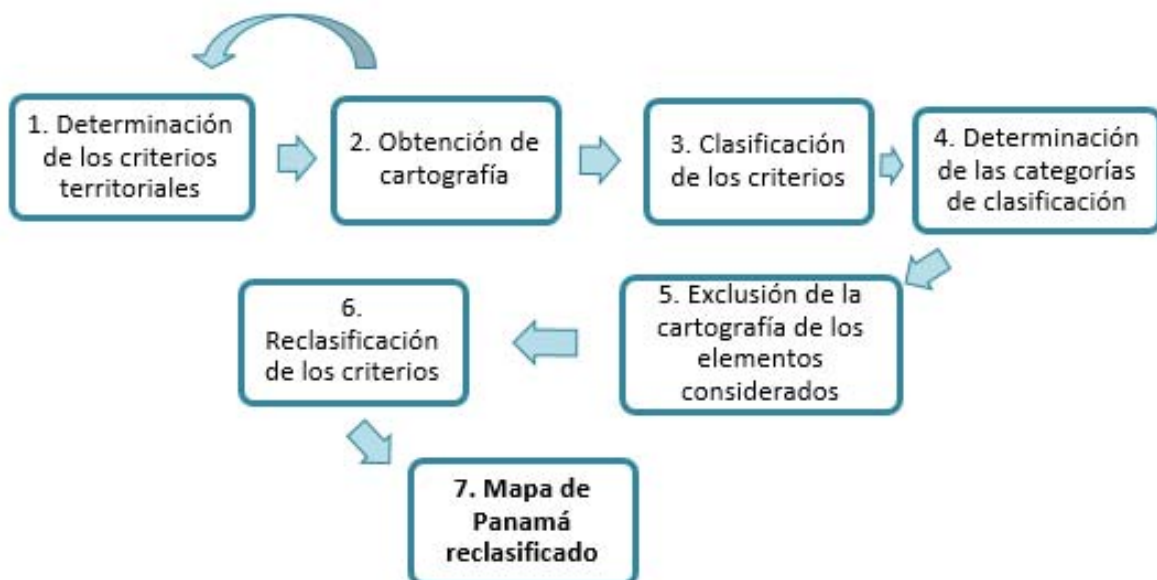 1. Determinación
de los criterios
territoriales
2. Obtención de
cartografía
3. Clasificación
de los criterios
4. Determinación
de las categorías
de clasificación
5. Exclusión de la
cartografía de los
elementos
considerados
6.
Reclasificación
de los criterios
7. Mapa de
Panamá
reclasificado